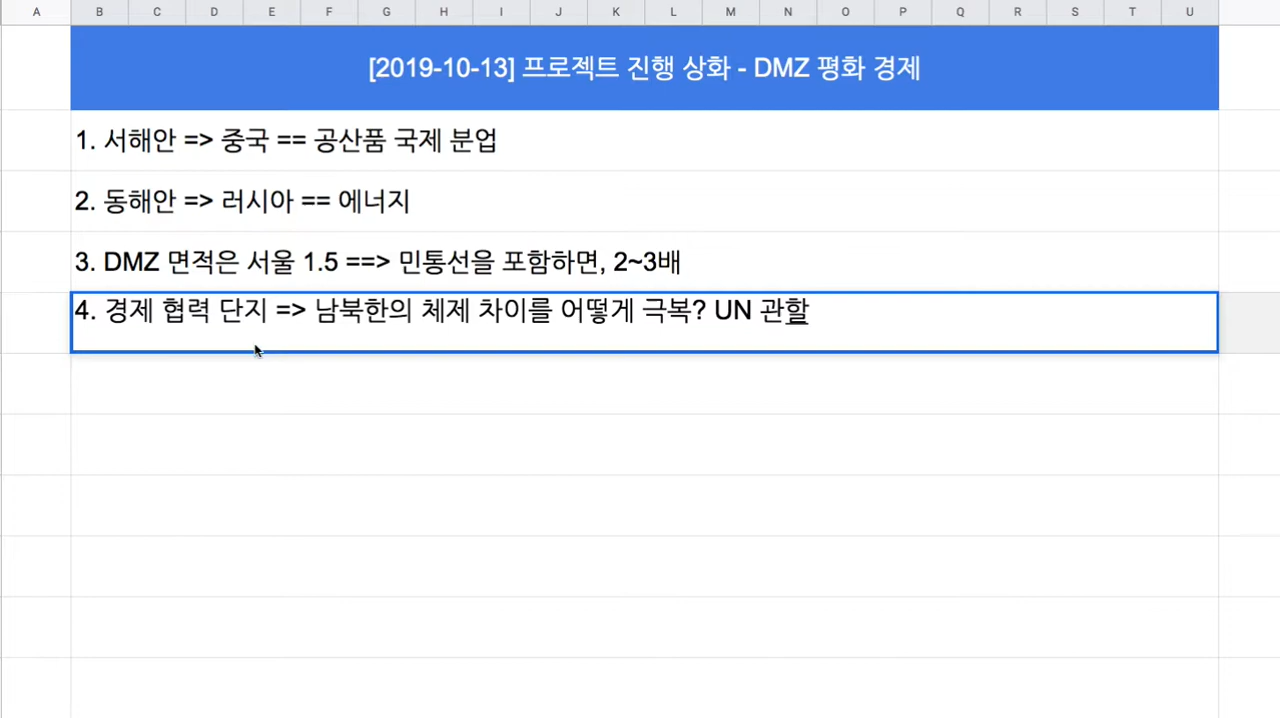 A B C D E F G H I J K L M N O P Q R S T U
[2019-10-13] 프로젝트 진행 상화 - DMZ 평화 경제
1. 서해안 => 중국 == 공산품 국제 분업
2. 동해안 => 러시아 == 에너지
3. DMZ 면적은 서울 1.5 ==> 민통선을 포함하면, 2~3배
4. 경제 협력 단지 => 남북한의 체제 차이를 어떻게 극복? UN 관할